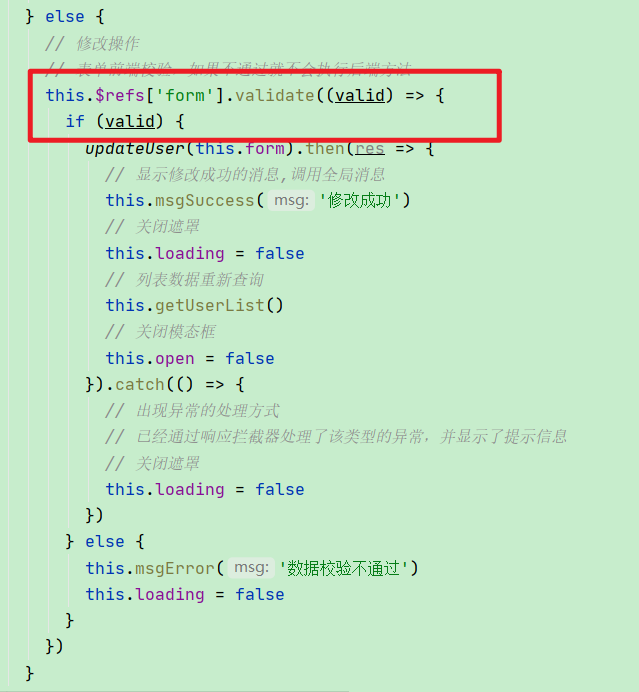 } else {
// 修改操作
// 表单前端校验，如果不通过就不会执行后端方法
this.$refs['form'].validate((valid) => {
if (valid) {
updateUser(this.form).then(res => {
// 显示修改成功的消息,调用全局消息
this.msgSuccess( msg: '修改成功')
// 关闭遮罩
this.loading = false
// 列表数据重新查询
this.getUserList()
// 关闭模态框
this.open = false
}).catch(() => {
// 出现异常的处理方式
// 已经通过响应拦截器处理了该类型的异常，并显示了提示信息
// 关闭遮罩
this.loading = false
})
} else {
this.msgError( msg: '数据校验不通过')
this.loading = false
}
})
}